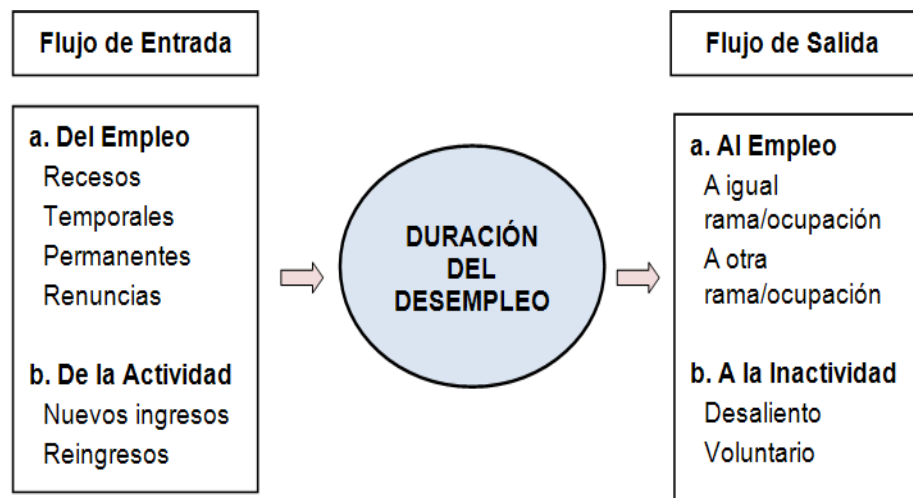 Flujo de Entrada
a. Del Empleo
Recesos
Temporales
Permanentes
Renuncias
b. De la Actividad
Nuevos ingresos
Reingresos
DURACIÓN
DEL
DESEMPLEO
Flujo de Salida
a. Al Empleo
A igual
rama/ocupación
A otra
rama/ocupación
b. A la Inactividad
Desaliento
Voluntario